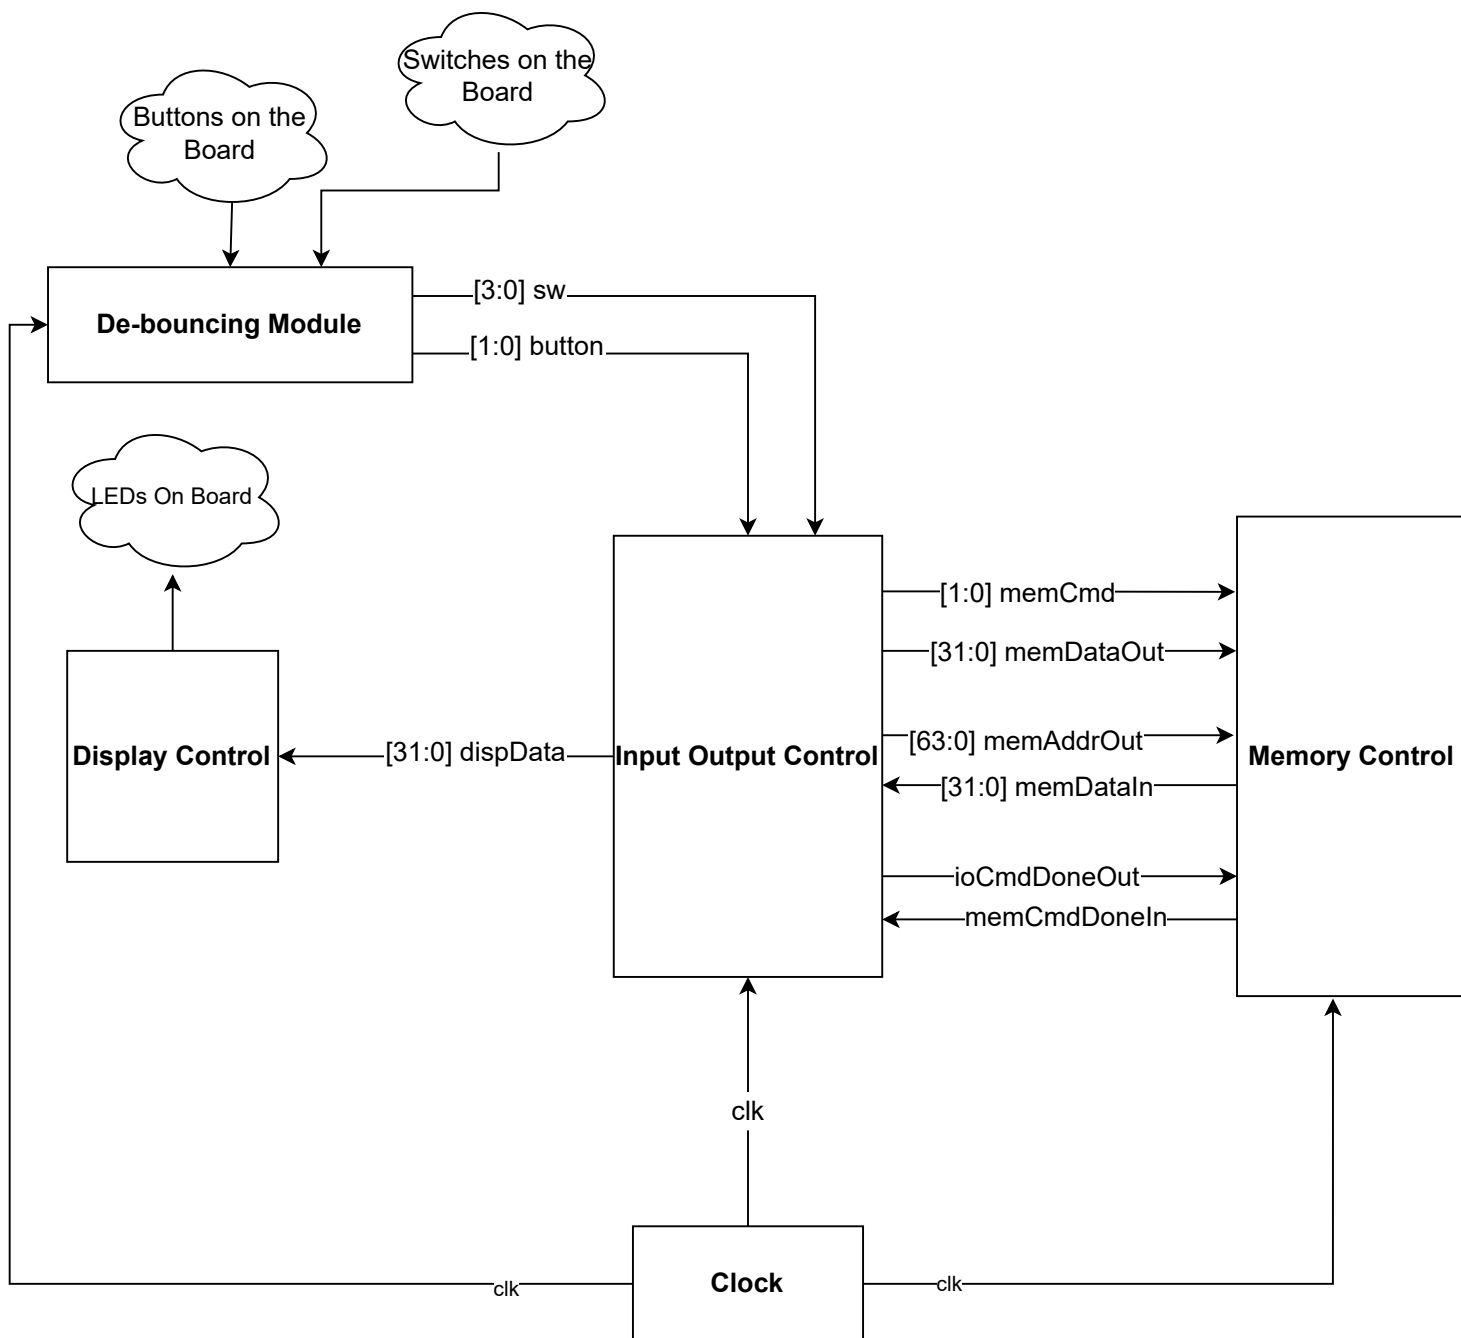 Switches on the
Board
Buttons on the
Board
[3:0] sw
De-bouncing Module
[1:0] button
LEDs On Board
[1:0] memCmd
[31:0] memDataOut
[63:0] memAddrOut
[31:0] dispData
Display Control
Input Output Control
Memory Control
[31:0] memDataIn
ioCmdDoneOut
memCmdDoneIn
clk
Clock
clk
clk